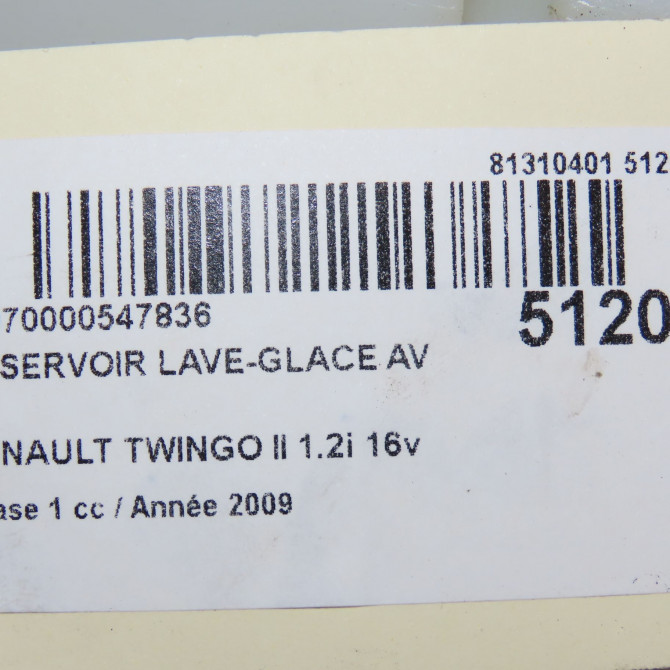 81310401 512
70000547836
5120
SERVOIR LAVE-GLACE AV
NAULT TWINGO II 1.2i 16v
ase 1 cc / Année 2009